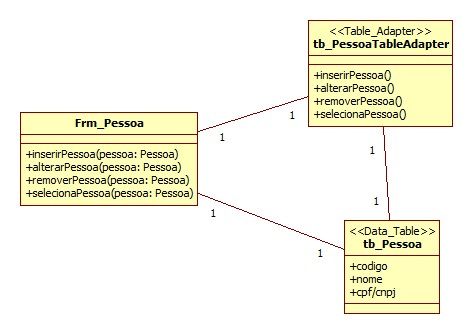 <<Table_Adapter>>
tb_PessoaTableAdapter
+inserirPessoa()
+alterarPessoa()
+removerPessoa()
+selecionaPessoa()
Frm_Pessoa
+inserirPessoa(pessoa: Pessoa)
+alterarPessoa(pessoa: Pessoa)
+removerPessoa(pessoa: Pessoa)
+selecionaPessoa(pessoa: Pessoa)
1
1
1
1
1
1
<<Data_Table>>
tb_Pessoa
+codigo
+nome
+cpf/cnpj